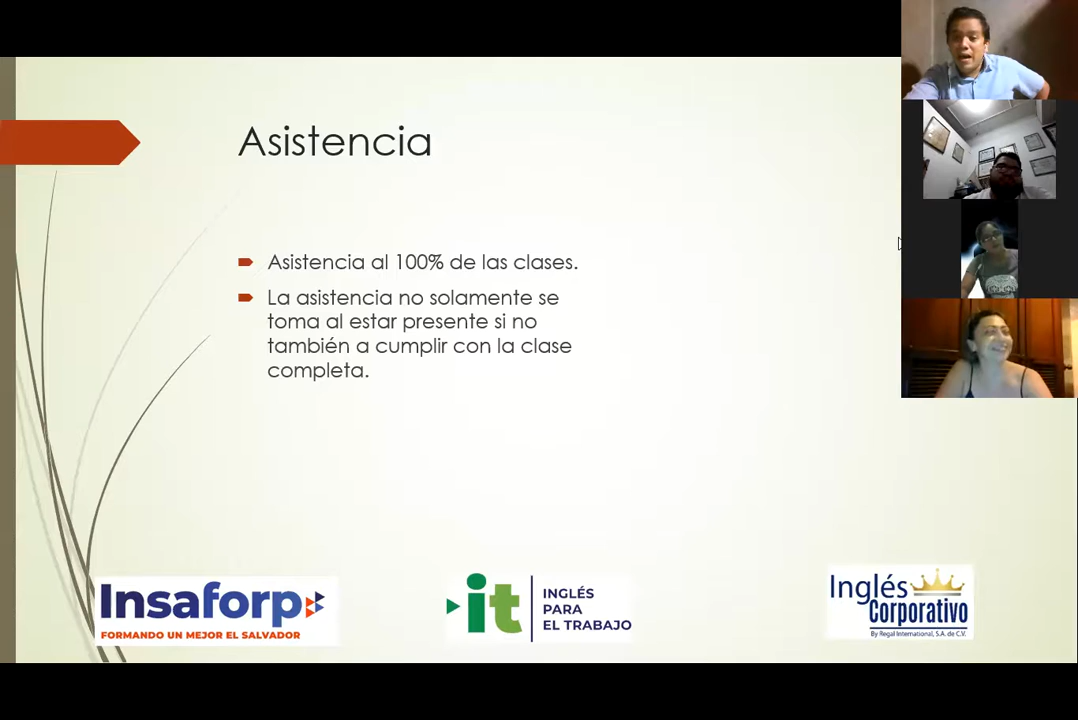 Asistencia
Asistencia al 100% de las clases.
La asistencia no solamente se
toma al estar presente si no
también a cumplir con la clase
completa.
Insaforp
FORMANDO UN MEJOR EL SALVADOR
it
INGLÉS
PARA
EL TRABAJO
Inglés
Corporativo
By Regal International, S.A. de C.V.